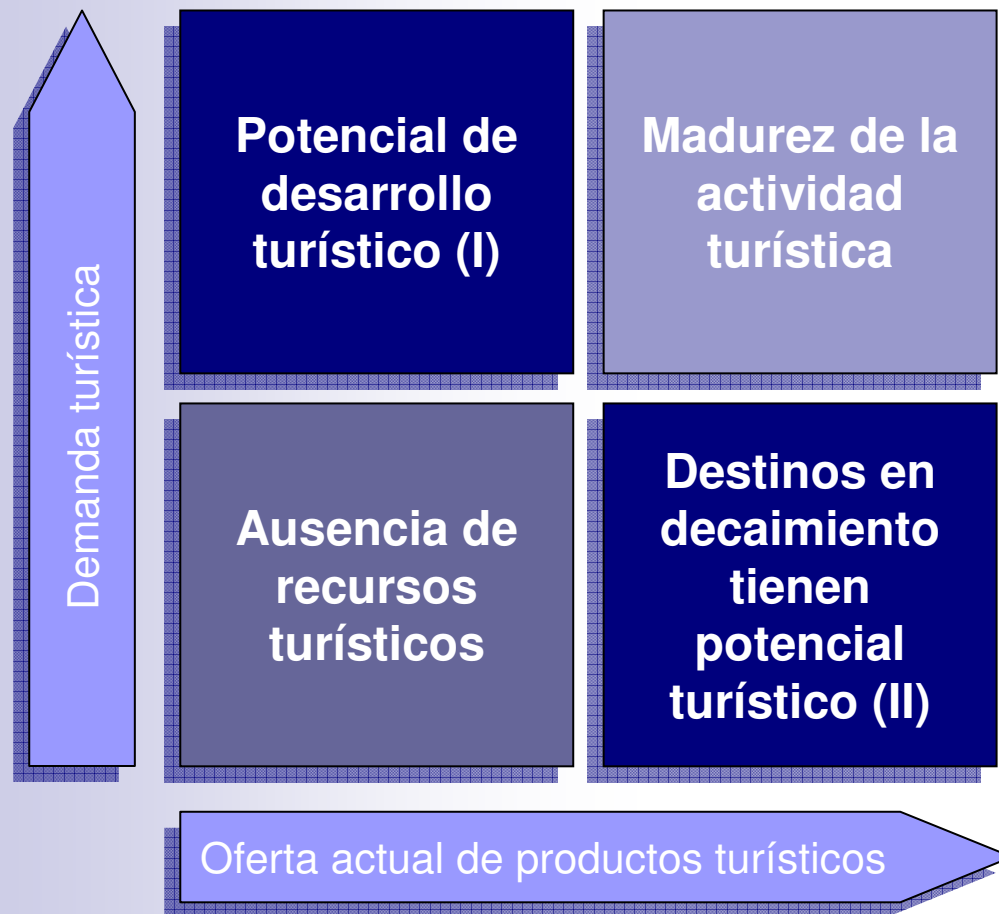 Demanda turística
Potencial de
desarrollo
turístico (I)
Madurez de la
actividad
turística
Ausencia de
recursos
turísticos
Destinos en
decaimiento
tienen
potencial
turístico (II)
Oferta actual de productos turísticos